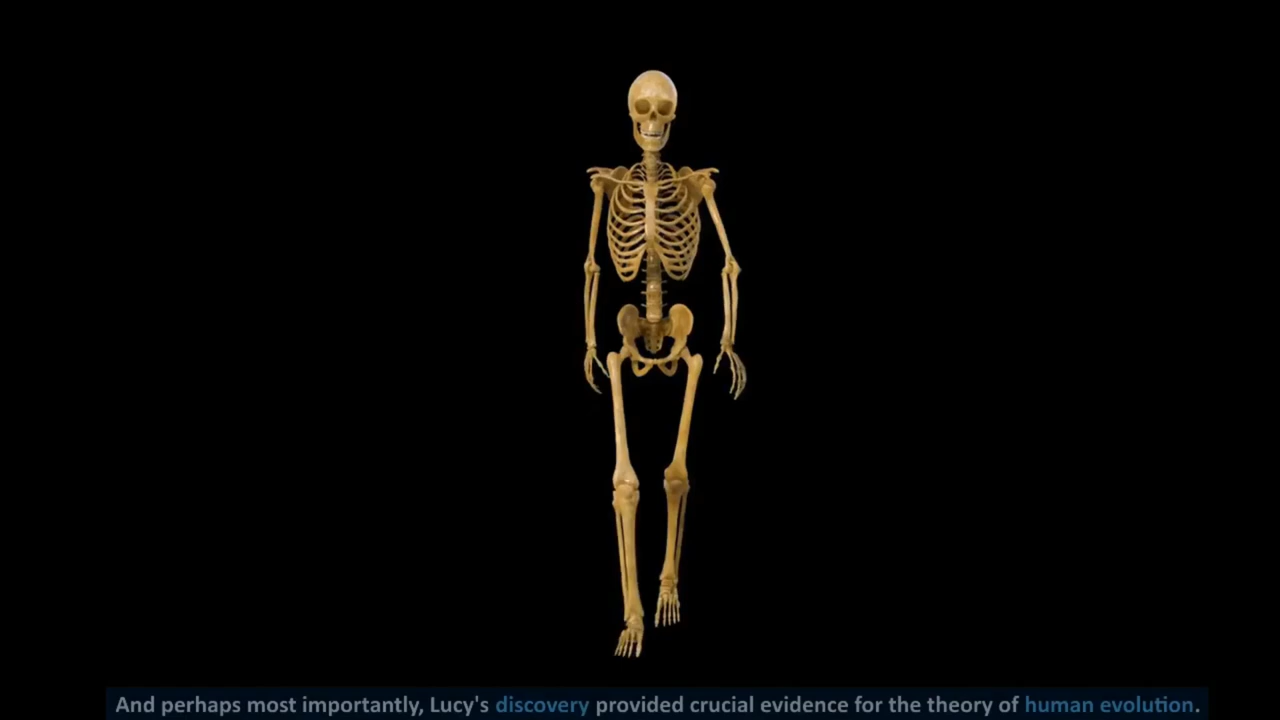 And perhaps most importantly, Lucy's discovery provided crucial evidence for the theory of human evolution.